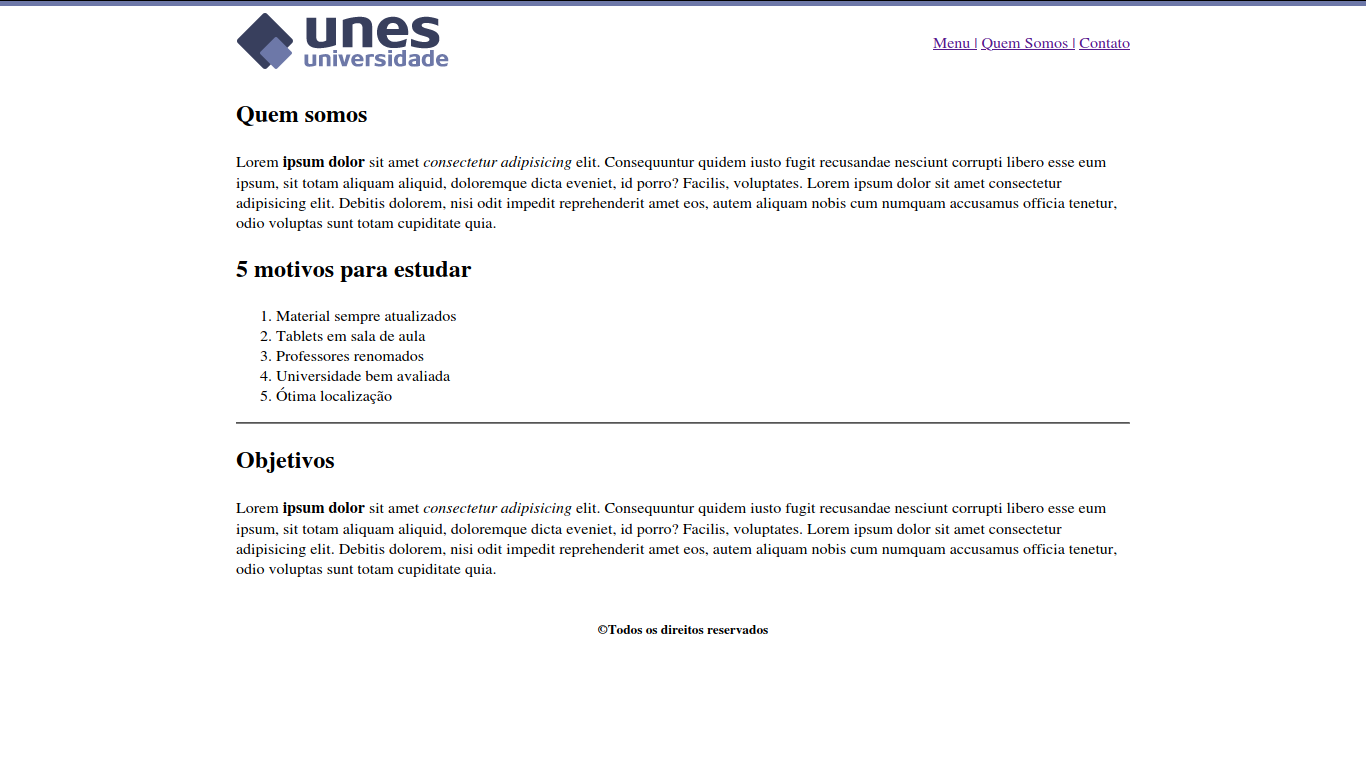 unes
universidade
Menu | Quem Somos | Contato
Quem somos
Lorem ipsum dolor sit amet consectetur adipisicing elit. Consequuntur quidem iusto fugit recusandae nesciunt corrupti libero esse eum
ipsum, sit totam aliquam aliquid, doloremque dicta eveniet, id porro? Facilis, voluptates. Lorem ipsum dolor sit amet consectetur
adipisicing elit. Debitis dolorem, nisi odit impedit reprehenderit amet eos, autem aliquam nobis cum numquam accusamus officia tenetur,
odio voluptas sunt totam cupiditate quia.
5 motivos para estudar
1. Material sempre atualizados
2. Tablets em sala de aula
3. Professores renomados
4. Universidade bem avaliada
5. Ótima localização
Objetivos
Lorem ipsum dolor sit amet consectetur adipisicing elit. Consequuntur quidem iusto fugit recusandae nesciunt corrupti libero esse eum
ipsum, sit totam aliquam aliquid, doloremque dicta eveniet, id porro? Facilis, voluptates. Lorem ipsum dolor sit amet consectetur
adipisicing elit. Debitis dolorem, nisi odit impedit reprehenderit amet eos, autem aliquam nobis cum numquam accusamus officia tenetur,
odio voluptas sunt totam cupiditate quia.
©Todos os direitos reservados